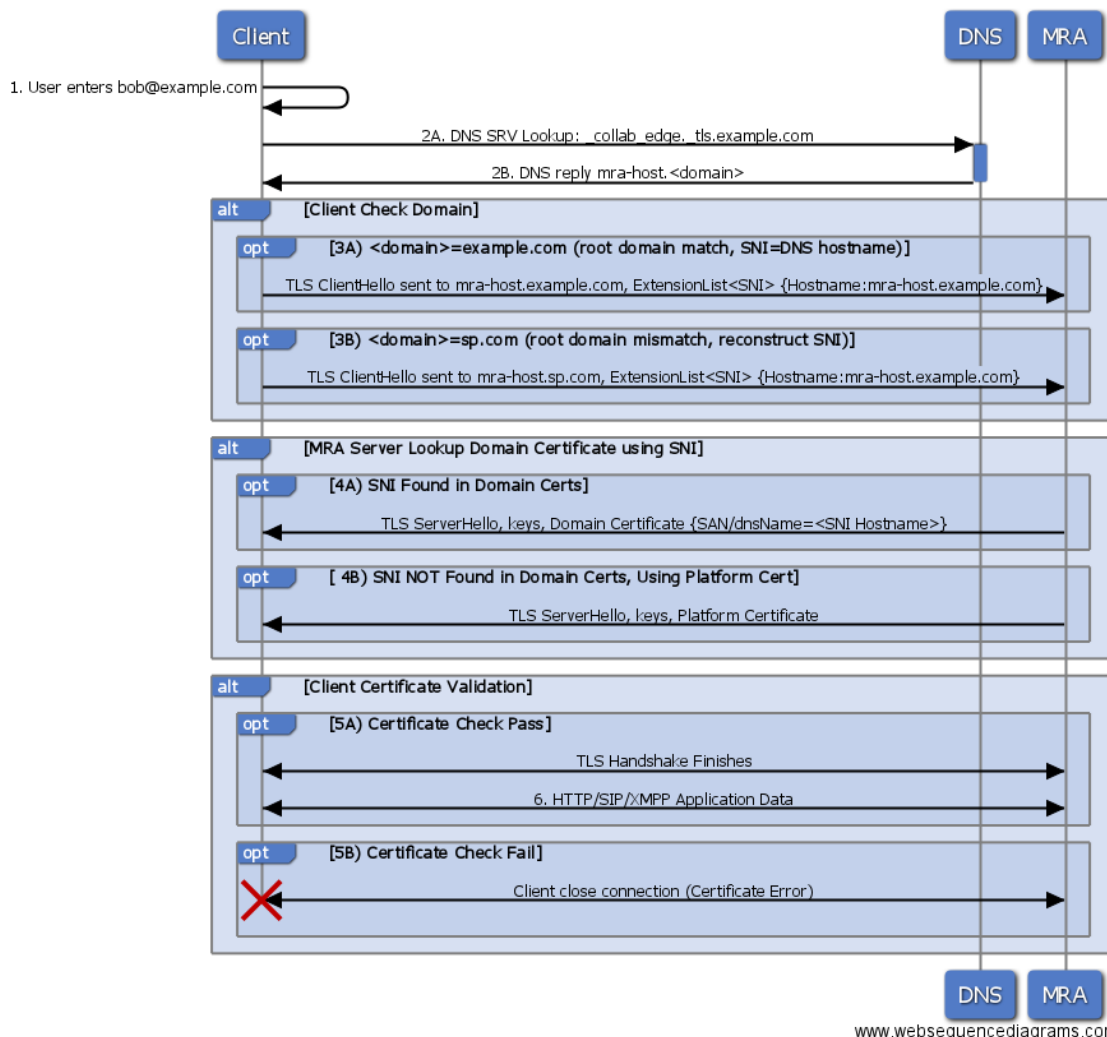 Client
DNS
MRA
1. User enters bob@example.com
2A. DNS SRV Lookup: _collab_edge._tls.example.com
2B. DNS reply mra-host.<domain>
alt [Client Check Domain]
opt [3A) <domain>=example.com (root domain match, SNI=DNS hostname)]
TLS ClientHello sent to mra-host.example.com, ExtensionList<SNI> {Hostname:mra-host.example.com}
opt [3B) <domain>=sp.com (root domain mismatch, reconstruct SNI)]
TLS ClientHello sent to mra-host.sp.com, ExtensionList<SNI> {Hostname:mra-host.example.com}
alt [MRA Server Lookup Domain Certificate using SNI]
opt [4A) SNI Found in Domain Certs]
TLS ServerHello, keys, Domain Certificate {SAN/dnsName=<SNI Hostname>}
opt [ 4B) SNI NOT Found in Domain Certs, Using Platform Cert]
TLS ServerHello, keys, Platform Certificate
alt [Client Certificate Validation]
opt [5A) Certificate Check Pass]
TLS Handshake Finishes
6. HTTP/SIP/XMPP Application Data
opt [5B) Certificate Check Fail]
Client close connection (Certificate Error)
DNS
MRA
www.websequencediagrams.com